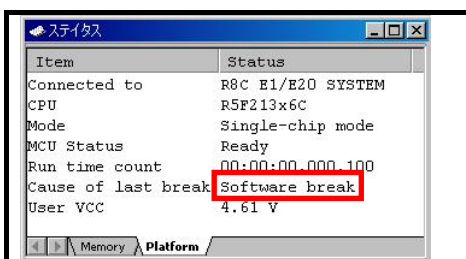 ステイタス
Item Status
Connected to R8C E1/E20 SYSTEM
CPU R5F213x6C
Mode Single-chip mode
MCU Status Ready
Run time count 00:00:00.000.100
Cause of last break Software break
User VCC 4.61 V
Memory Platform